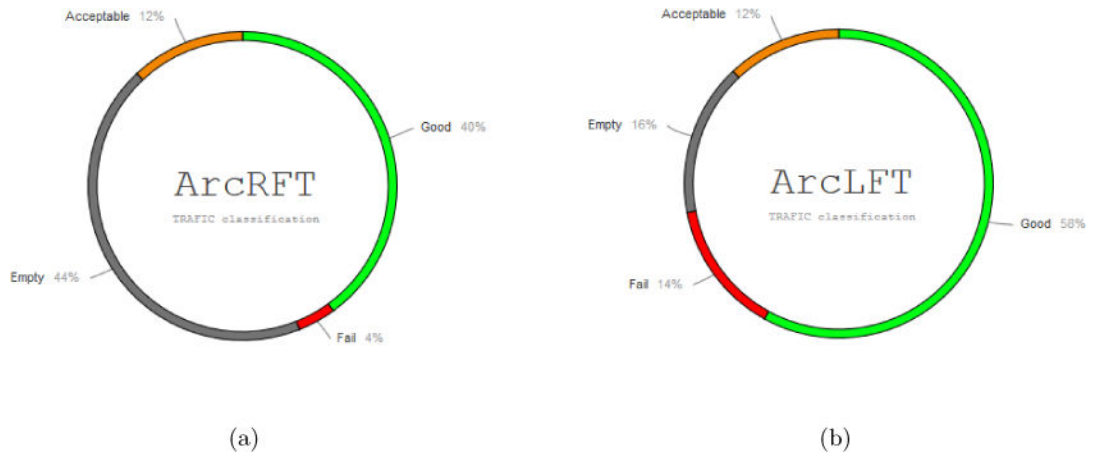 Acceptable 12%
Good 40%
ArcRFT
TRAFIC classification
Empty 44%
Fail 4%
(a)
Acceptable 12%
Empty 16%
ArcLFT
TRAFIC classification
Good 58%
Fail 14%
(b)